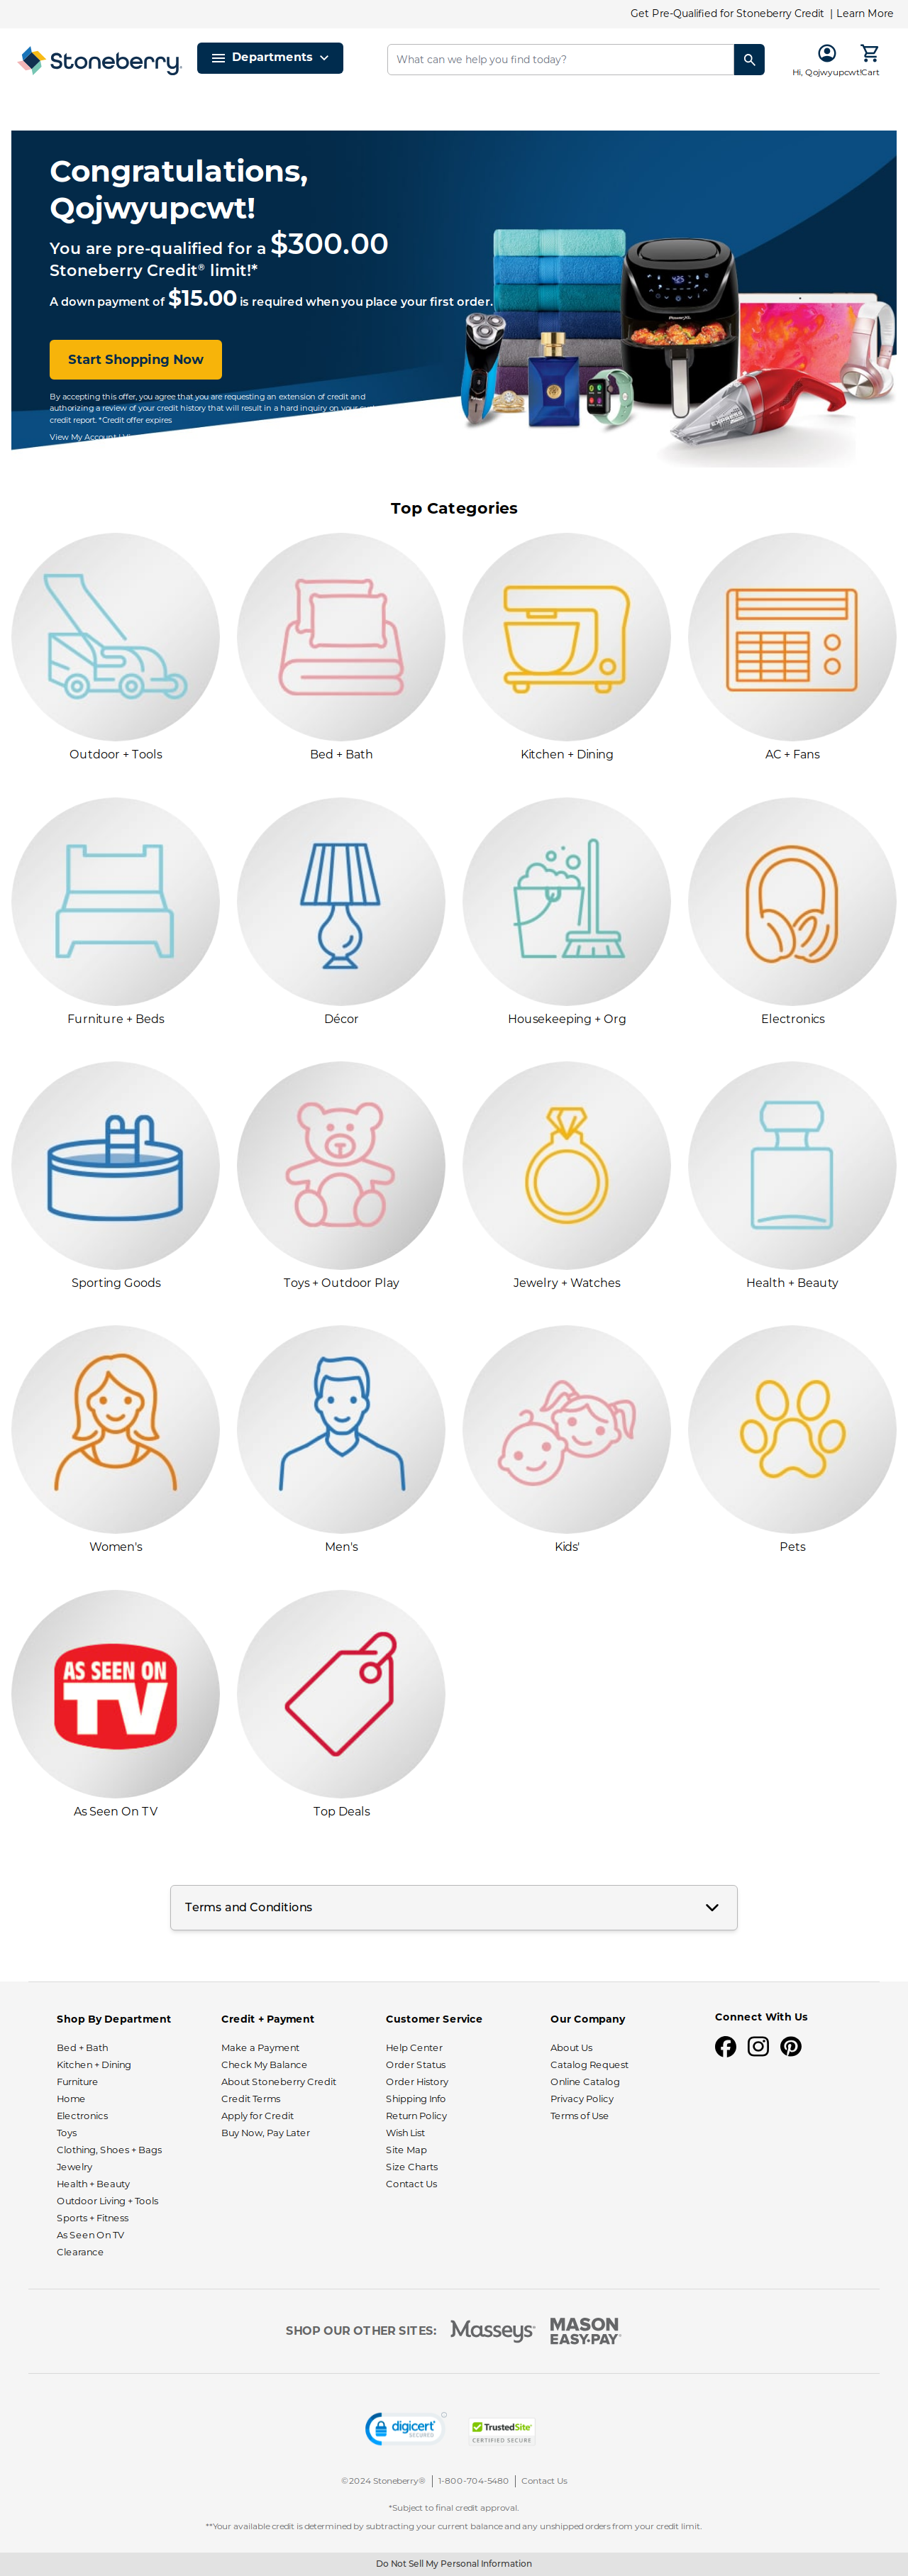 Get Pre-Qualified for Stoneberry Credit | Learn More
Stoneberry.
Departments
What can we help you find today?
Hi, Qojwyupcwt!
Cart
Congratulations,
Qojwyupcwt!
You are pre-qualified for a $300.00
Stoneberry Credit® limit!*
A down payment of $15.00 is required when you place your first order.
Start Shopping Now
By accepting this offer, you agree that you are requesting an extension of credit and
authorizing a review of your credit history that will result in a hard inquiry on your
credit report. *Credit offer expires
View My Account
Top Categories
Outdoor + Tools
Bed + Bath
Kitchen + Dining
AC + Fans
Furniture + Beds
Décor
Housekeeping + Org
Electronics
Sporting Goods
Toys + Outdoor Play
Jewelry + Watches
Health + Beauty
Women's
Men's
Kids'
Pets
AS SEEN ON
TV
As Seen On TV
Top Deals
Terms and Conditions
Shop By Department
Bed + Bath
Kitchen + Dining
Furniture
Home
Electronics
Toys
Clothing, Shoes + Bags
Jewelry
Health + Beauty
Outdoor Living + Tools
Sports + Fitness
As Seen On TV
Clearance
Credit + Payment
Make a Payment
Check My Balance
About Stoneberry Credit
Credit Terms
Apply for Credit
Buy Now, Pay Later
Customer Service
Help Center
Order Status
Order History
Shipping Info
Return Policy
Wish List
Site Map
Size Charts
Contact Us
Our Company
About Us
Catalog Request
Online Catalog
Privacy Policy
Terms of Use
Connect With Us
SHOP OUR OTHER SITES:
Masseys
MASON
EASY·PAY
digicert
SECURED
TrustedSite
CERTIFIED SECURE
©2024 Stoneberry® | 1-800-704-5480 | Contact Us
*Subject to final credit approval.
**Your available credit is determined by subtracting your current balance and any unshipped orders from your credit limit.
Do Not Sell My Personal Information